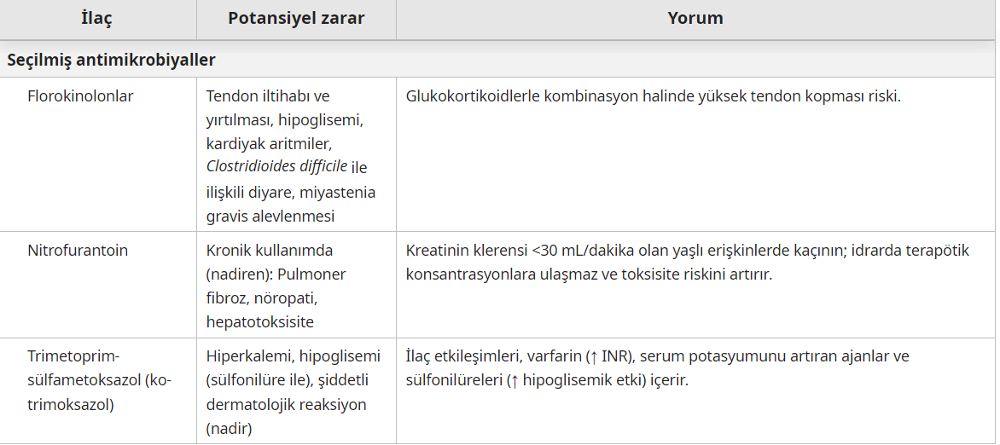 İlaç
Potansiyel zarar
Yorum
Seçilmiş antimikrobiyaller
Florokinolonlar
Tendon iltihabı ve
yırtılması, hipoglisemi,
kardiyak aritmiler,
Clostridioides difficile ile
ilişkili diyare, miyastenia
gravis alevlenmesi
Glukokortikoidlerle kombinasyon halinde yüksek tendon kopması riski.
Nitrofurantoin
Kronik kullanımda
(nadiren): Pulmoner
fibroz, nöropati,
hepatotoksisite
Kreatinin klerensi <30 mL/dakika olan yaşlı erişkinlerde kaçının; idrarda terapötik
konsantrasyonlara ulaşmaz ve toksisite riskini artırır.
Trimetoprim-
sülfametoksazol (ko-
trimoksazol)
Hiperkalemi, hipoglisemi
(sülfonilüre ile), şiddetli
dermatolojik reaksiyon
(nadir)
İlaç etkileşimleri, varfarin (↑ INR), serum potasyumunu artıran ajanlar ve
sülfonilüreleri (↑ hipoglisemik etki) içerir.